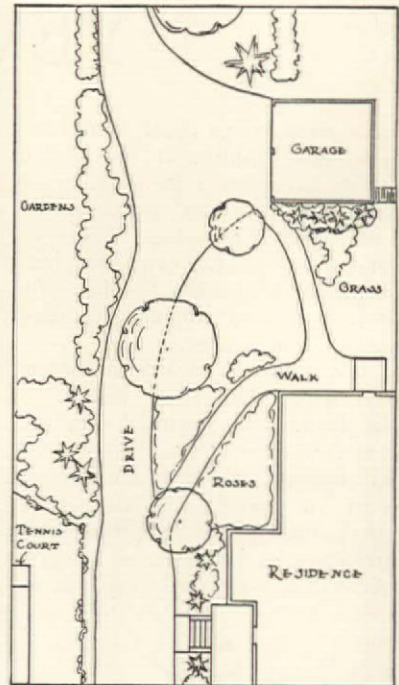 GARAGE
GARDENS
GRASS
WALK
DRIVE
ROSES
TENNIS
COURT
RESIDENCE